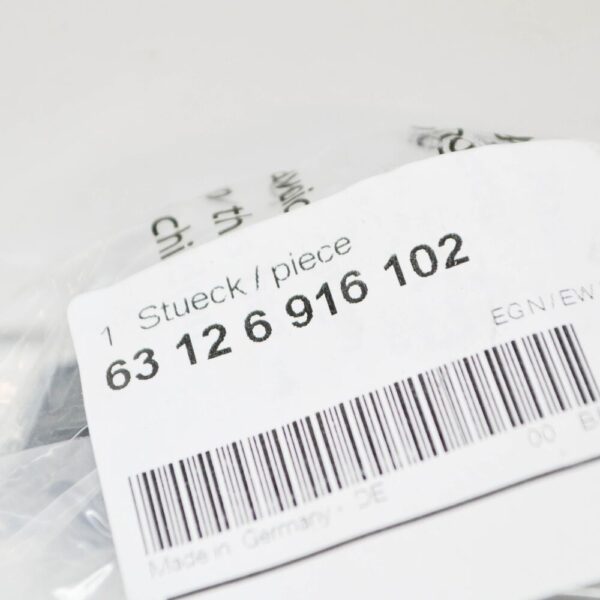 1 Stueck / piece
63 12 6 916 102
EGN/EW
00
Made in Germany - DE